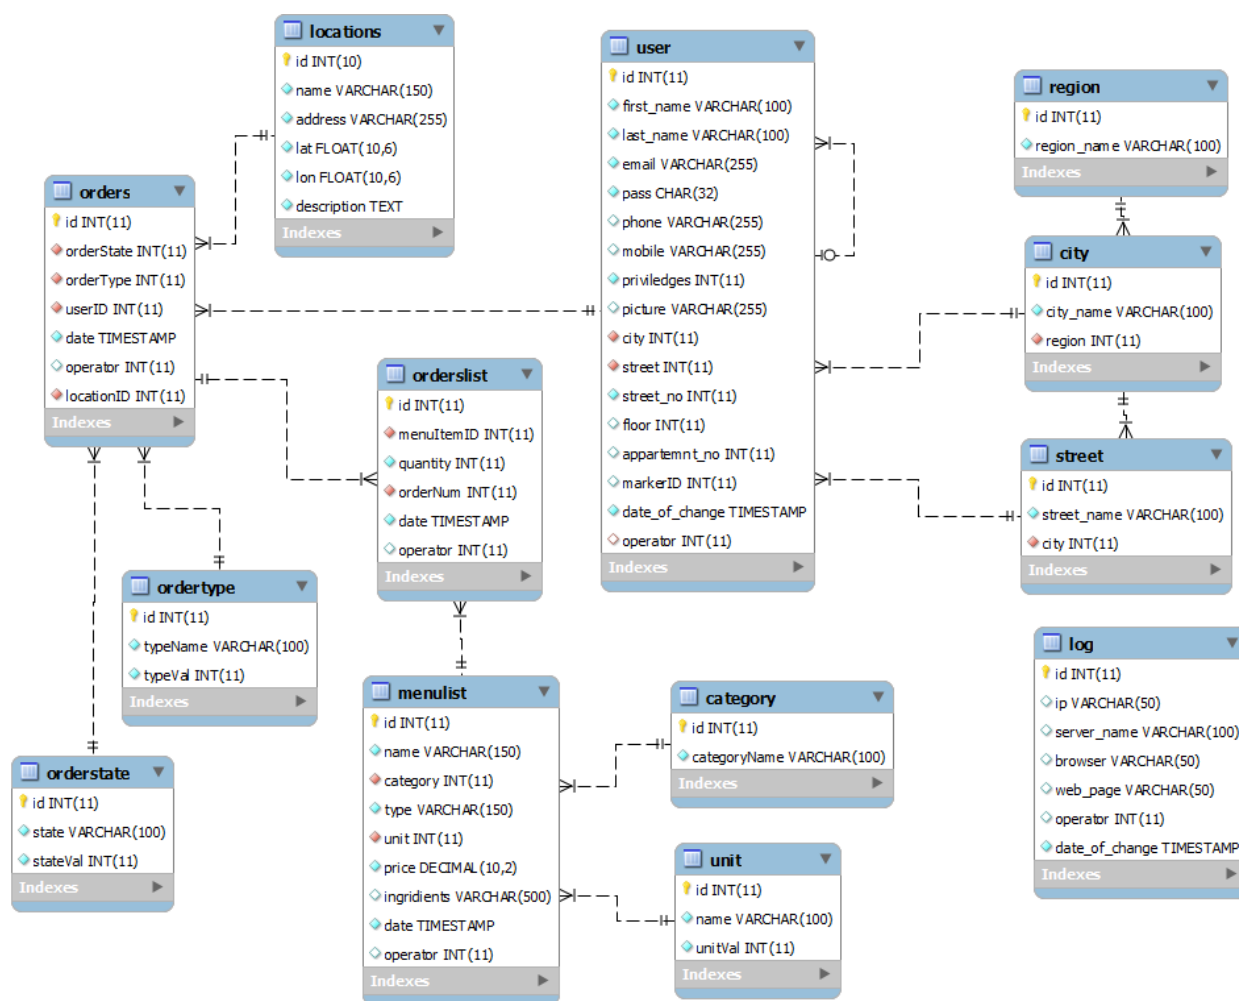 locations
id INT(10)
name VARCHAR(150)
address VARCHAR(255)
lat FLOAT(10,6)
lon FLOAT(10,6)
description TEXT
Indexes
user
id INT(11)
first_name VARCHAR(100)
last_name VARCHAR(100)
email VARCHAR(255)
pass CHAR(32)
phone VARCHAR(255)
mobile VARCHAR(255)
priviledges INT(11)
picture VARCHAR(255)
city INT(11)
street INT(11)
street_no INT(11)
floor INT(11)
appartemnt_no INT(11)
markerID INT(11)
date_of_change TIMESTAMP
operator INT(11)
Indexes
region
id INT(11)
region_name VARCHAR(100)
Indexes
orders
id INT(11)
orderState INT(11)
orderType INT(11)
userID INT(11)
date TIMESTAMP
operator INT(11)
locationID INT(11)
Indexes
city
id INT(11)
city_name VARCHAR(100)
region INT(11)
Indexes
orderslist
id INT(11)
menuItemID INT(11)
quantity INT(11)
orderNum INT(11)
date TIMESTAMP
operator INT(11)
Indexes
street
id INT(11)
street_name VARCHAR(100)
city INT(11)
Indexes
ordertype
id INT(11)
typeName VARCHAR(100)
typeVal INT(11)
Indexes
log
id INT(11)
ip VARCHAR(50)
server_name VARCHAR(100)
browser VARCHAR(50)
web_page VARCHAR(50)
operator INT(11)
date_of_change TIMESTAMP
Indexes
menulist
id INT(11)
name VARCHAR(150)
category INT(11)
type VARCHAR(150)
unit INT(11)
price DECIMAL(10,2)
ingridients VARCHAR(500)
date TIMESTAMP
operator INT(11)
Indexes
category
id INT(11)
categoryName VARCHAR(100)
Indexes
orderstate
id INT(11)
state VARCHAR(100)
stateVal INT(11)
Indexes
unit
id INT(11)
name VARCHAR(100)
unitVal INT(11)
Indexes